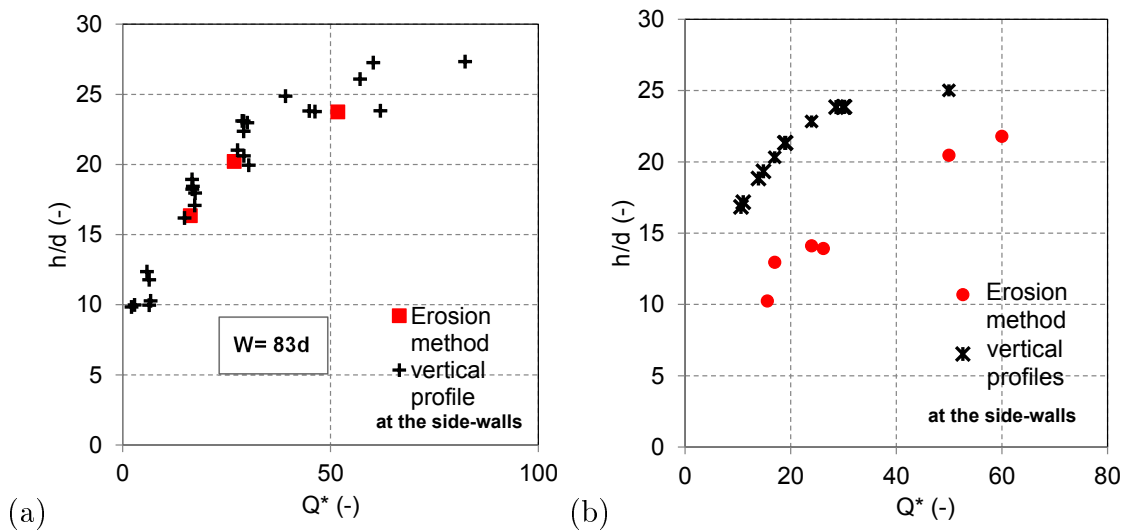 30
25
20
15
10
5
0
h/d (-)
W= 83d
Erosion
method
vertical
profile
at the side-walls
0
50
100
Q* (-)
(a)
30
25
20
15
10
5
0
h/d (-)
Erosion
method
vertical
profiles
at the side-walls
0
20
40
60
80
Q* (-)
(b)